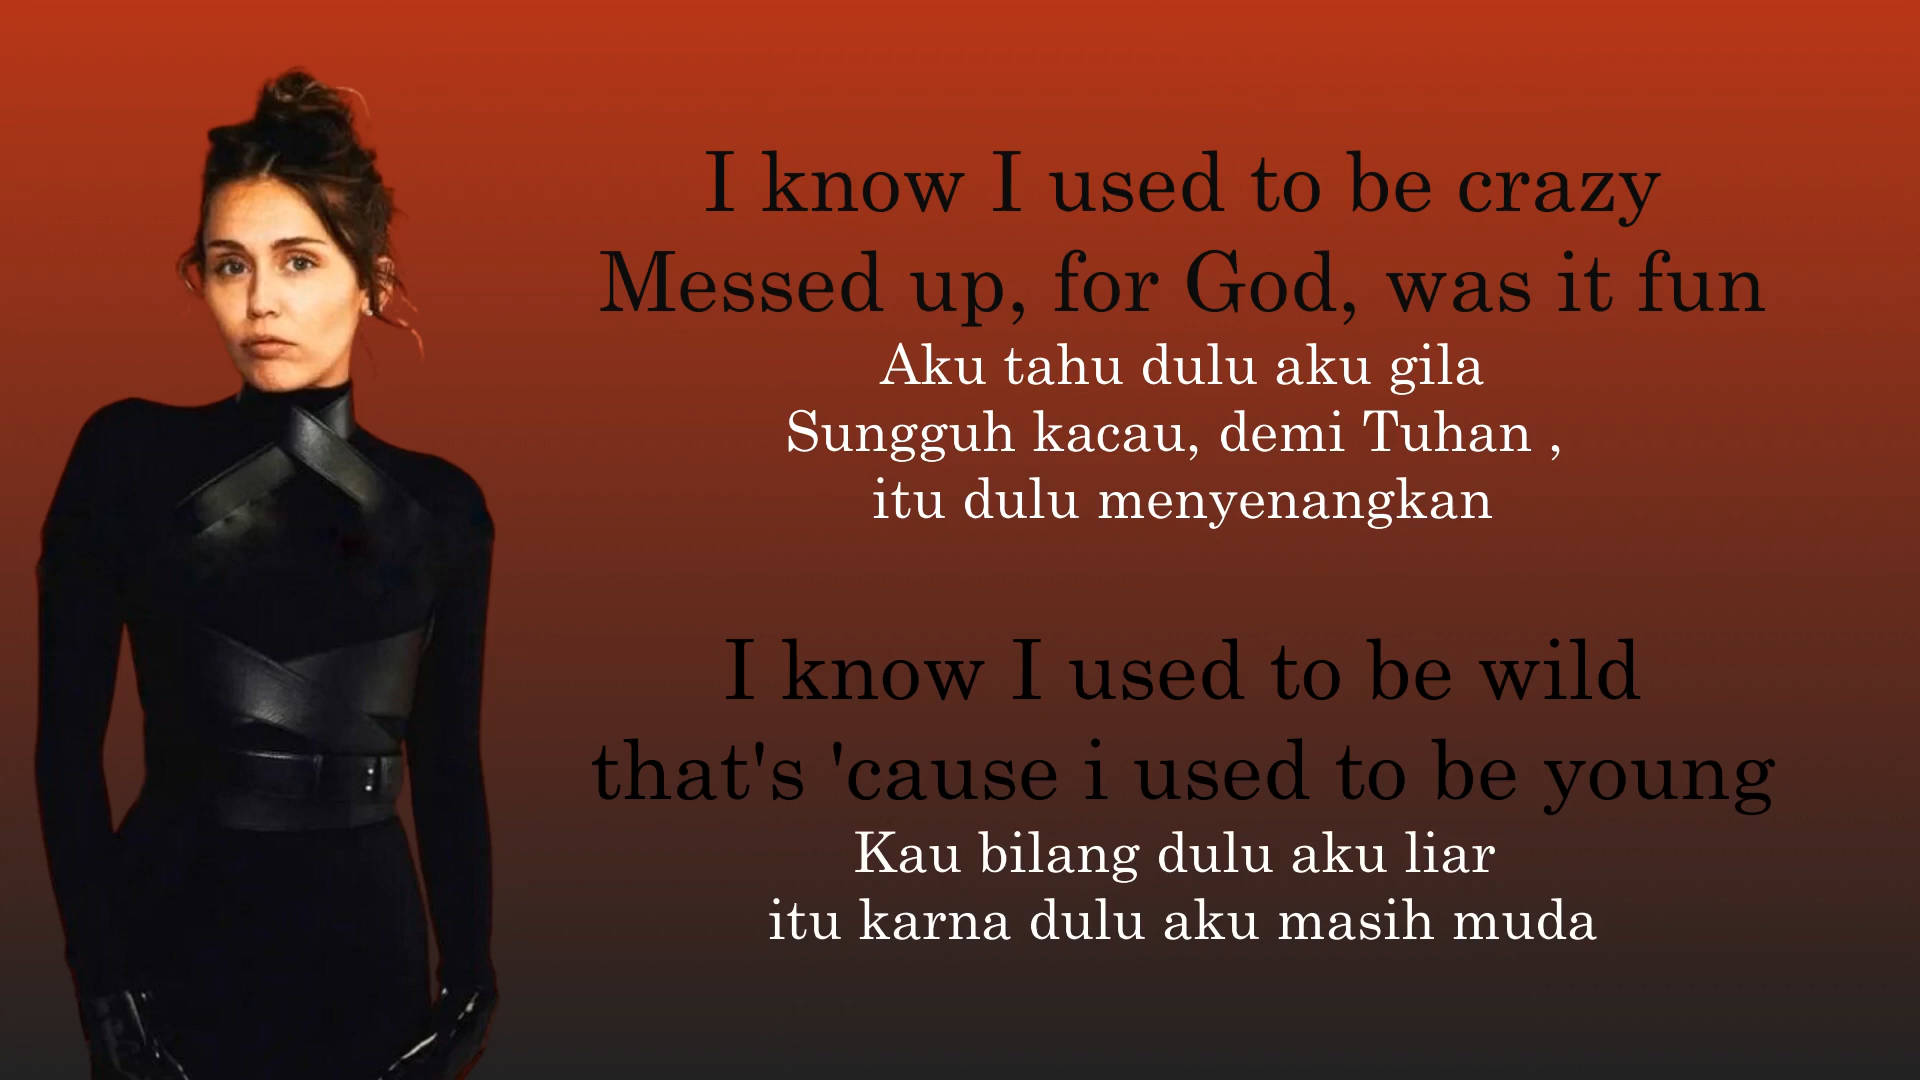 I know I used to be crazy
Messed up, for God, was it fun
Aku tahu dulu aku gila
Sungguh kacau, demi Tuhan ,
itu dulu menyenangkan
I know I used to be wild
that's 'cause i used to be young
Kau bilang dulu aku liar
itu karna dulu aku masih muda